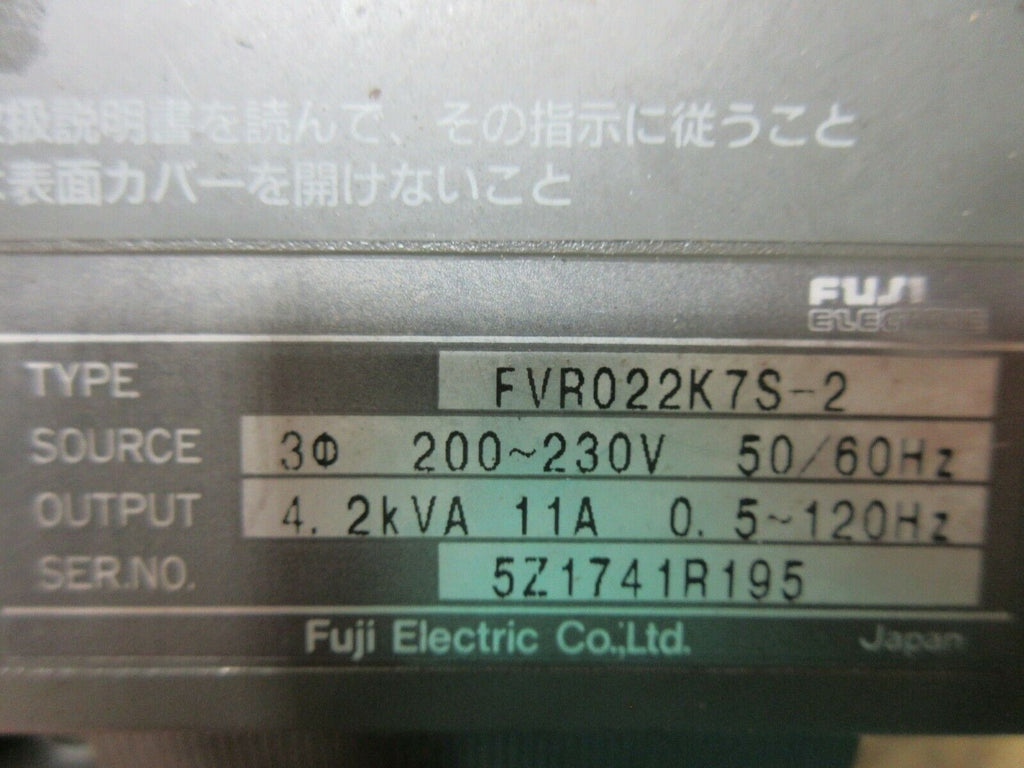 扱説明書を読んで、その指示に従うこと
表面カバーを開けないこと
FUJI
ELECTRIC
TYPE FVR022K7S-2
SOURCE 3Φ 200~230V 50/60Hz
OUTPUT 4.2kVA 11A 0.5~120Hz
SER.NO. 5Z1741R195
Fuji Electric Co.,Ltd. Japan